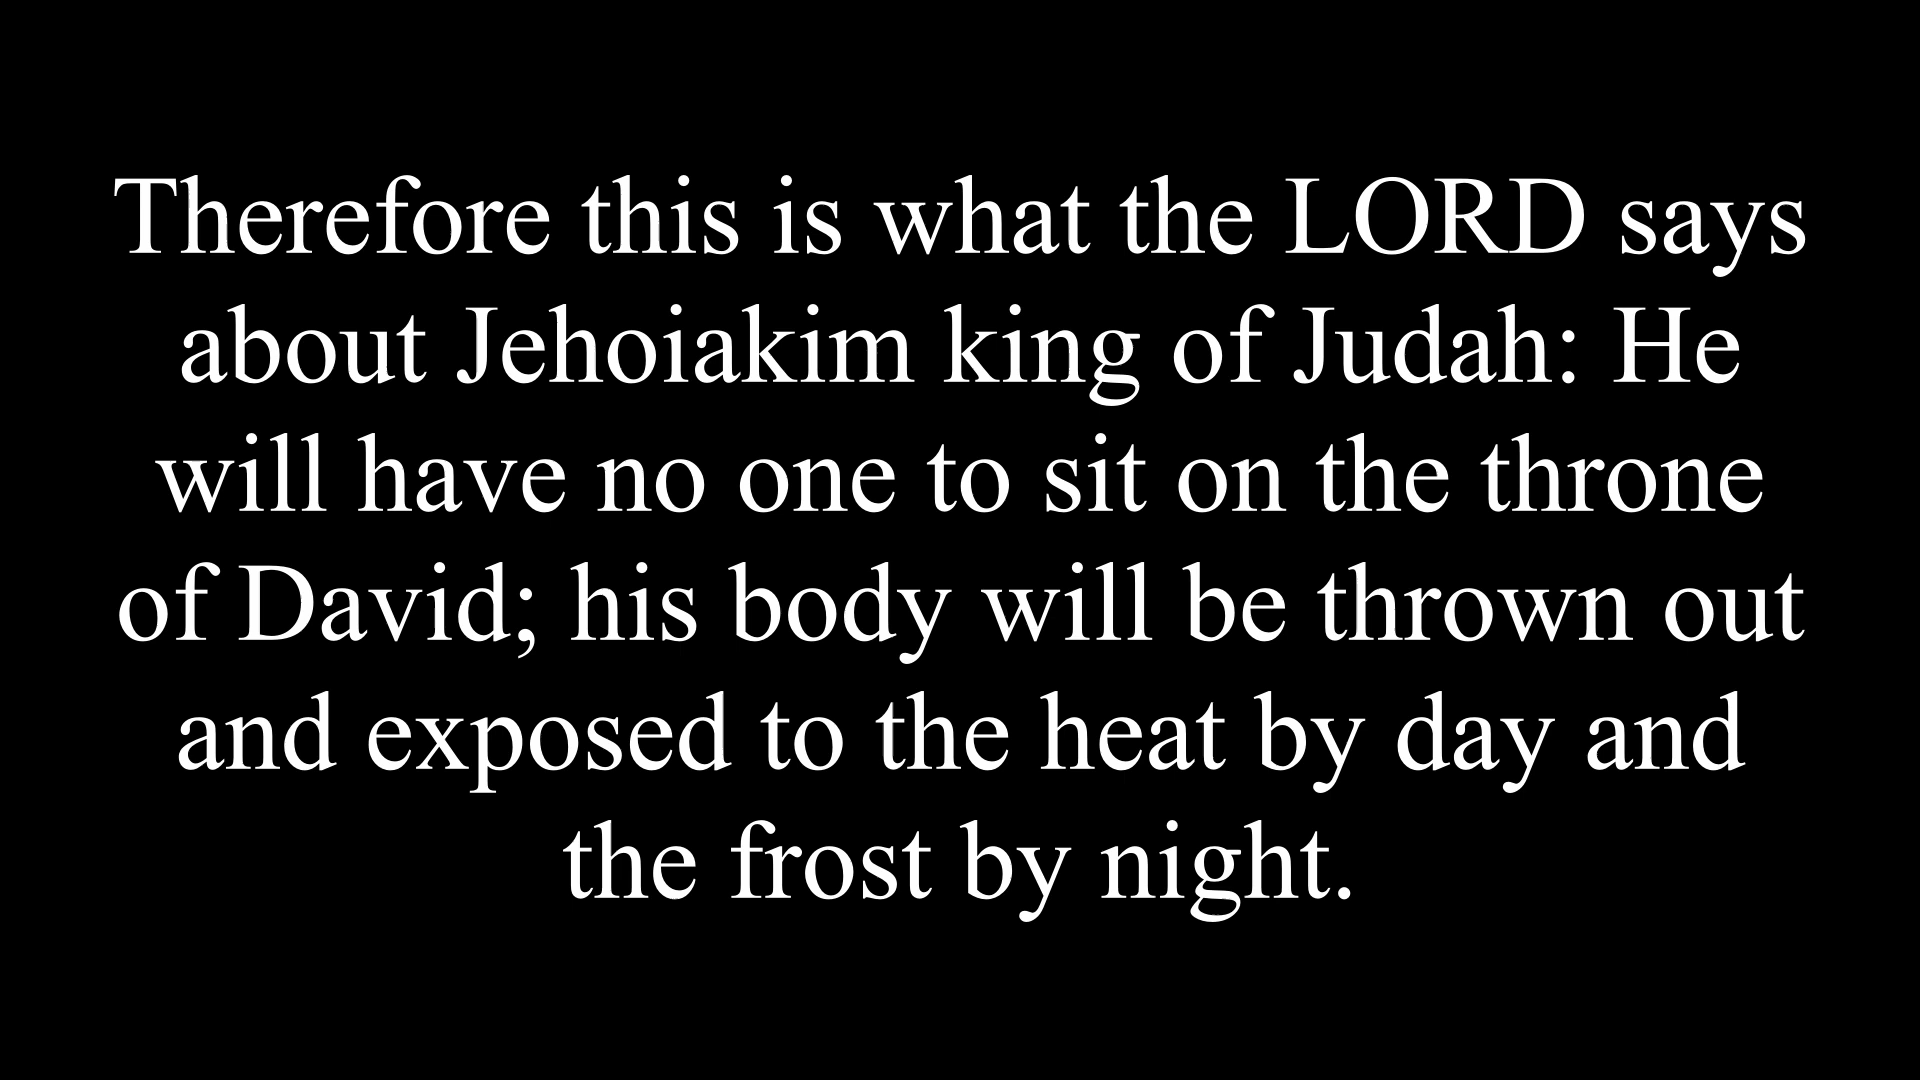 Therefore this is what the LORD says
about Jehoiakim king of Judah: He
will have no one to sit on the throne
of David; his body will be thrown out
and exposed to the heat by day and
the frost by night.